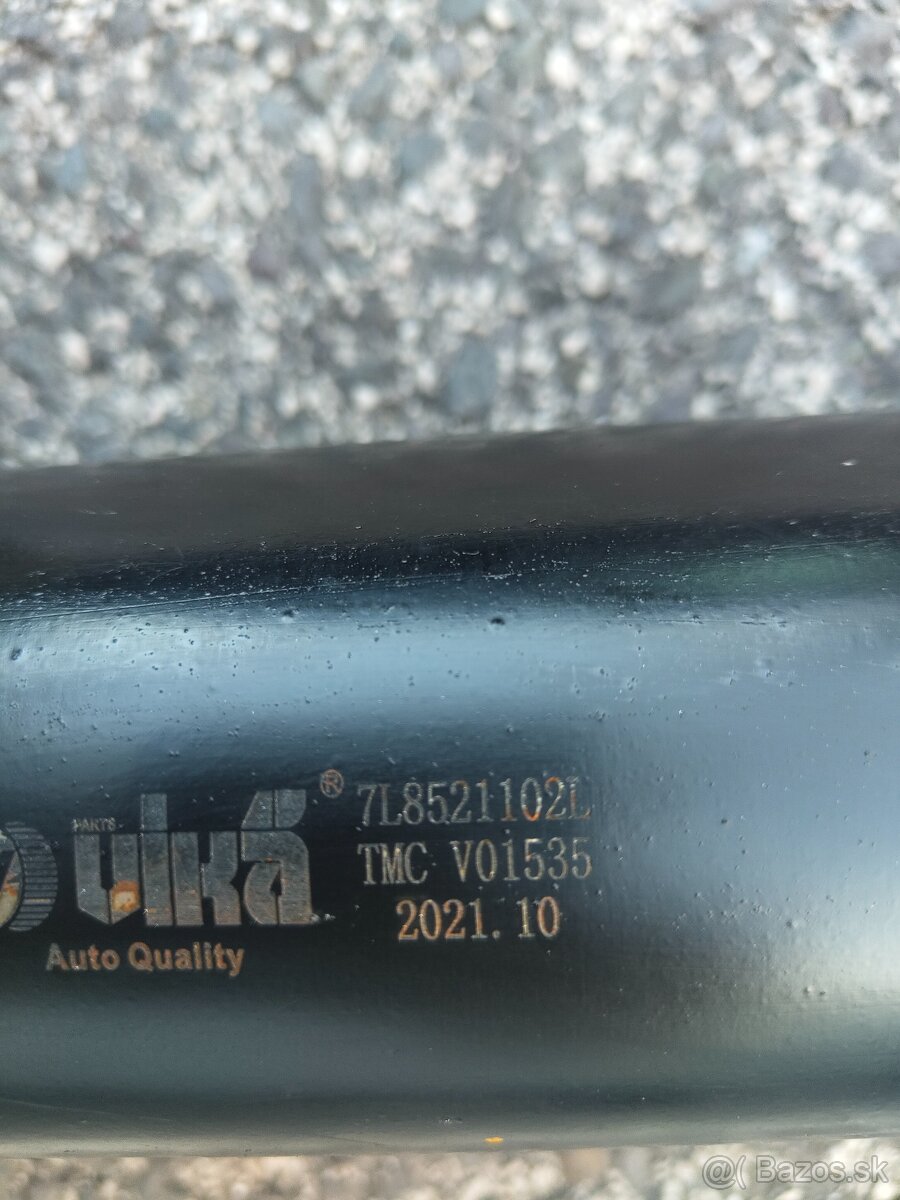 PARTS
vika®
Auto Quality
7L8521102L
TMC V01535
2021.10
@( Bazos.sk